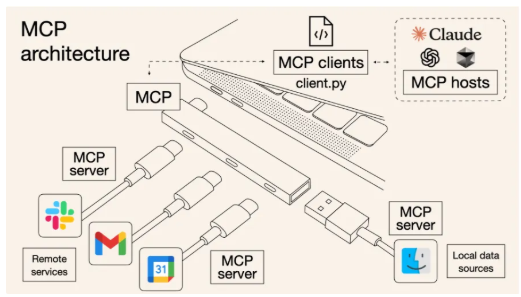 MCP
architecture
MCP clients
client.py
Claude
MCP hosts
MCP
MCP
server
Remote
services
31
MCP
server
MCP
server
Local data
sources